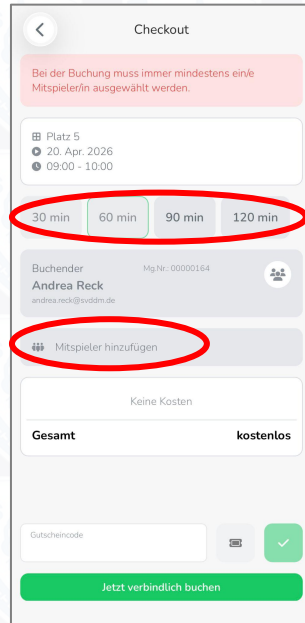 Checkout
Bei der Buchung muss immer mindestens ein/e
Mitspieler/in ausgewählt werden.
Platz 5
20. Apr. 2026
09:00 - 10:00
30 min 60 min 90 min 120 min
Buchender Mg.Nr.: 00000164
Andrea Reck
andrea.reck@svddm.de
Mitspieler hinzufügen
Keine Kosten
Gesamt kostenlos
Gutscheincode
Jetzt verbindlich buchen